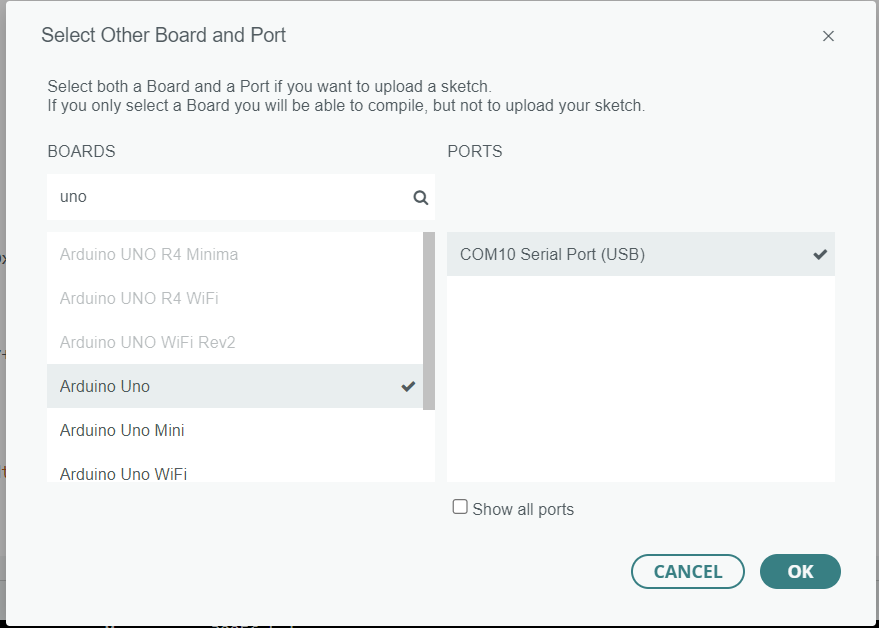 Select Other Board and Port
Select both a Board and a Port if you want to upload a sketch.
If you only select a Board you will be able to compile, but not to upload your sketch.
BOARDS
PORTS
uno
Arduino UNO R4 Minima
COM10 Serial Port (USB)
Arduino UNO R4 WiFi
Arduino UNO WiFi Rev2
Arduino Uno
Arduino Uno Mini
Arduino Uno WiFi
Show all ports
CANCEL
OK